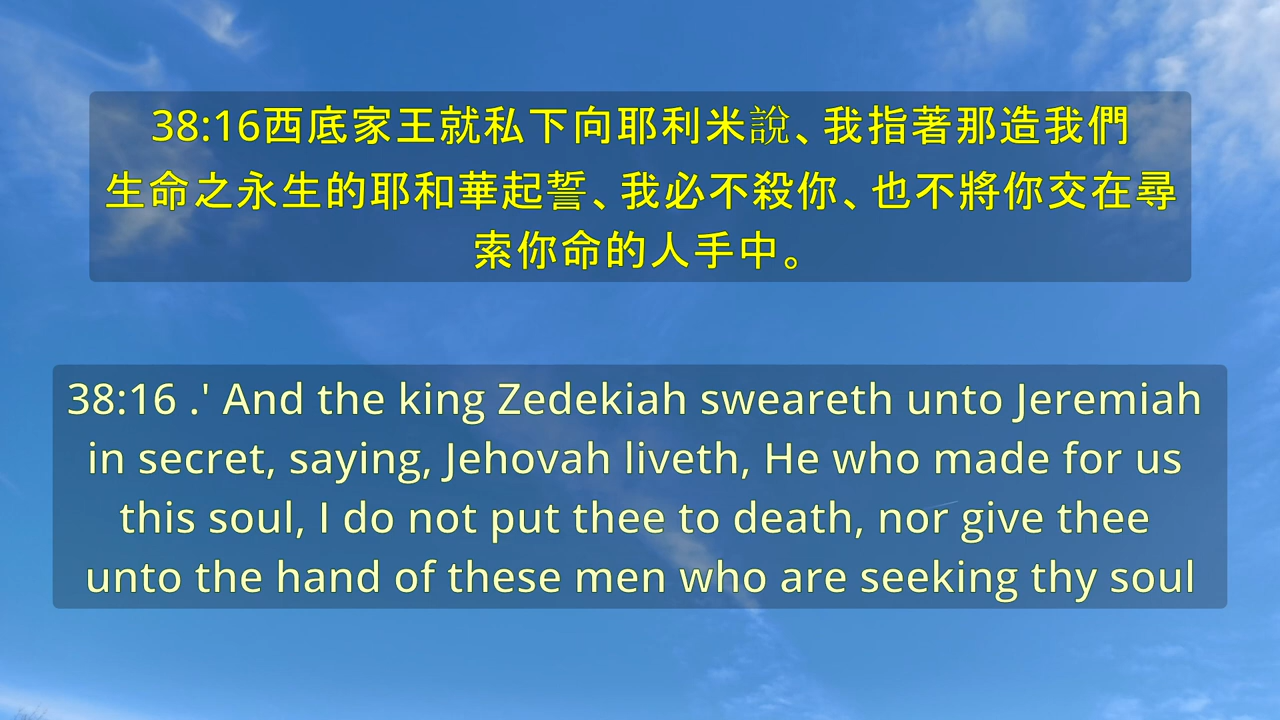 38:16西底家王就私下向耶利米說、我指著那造我們
生命之永生的耶和華起誓、我必不殺你、也不將你交在尋
索你命的人手中。
38:16 .' And the king Zedekiah sweareth unto Jeremiah
in secret, saying, Jehovah liveth, He who made for us
this soul, I do not put thee to death, nor give thee
unto the hand of these men who are seeking thy soul